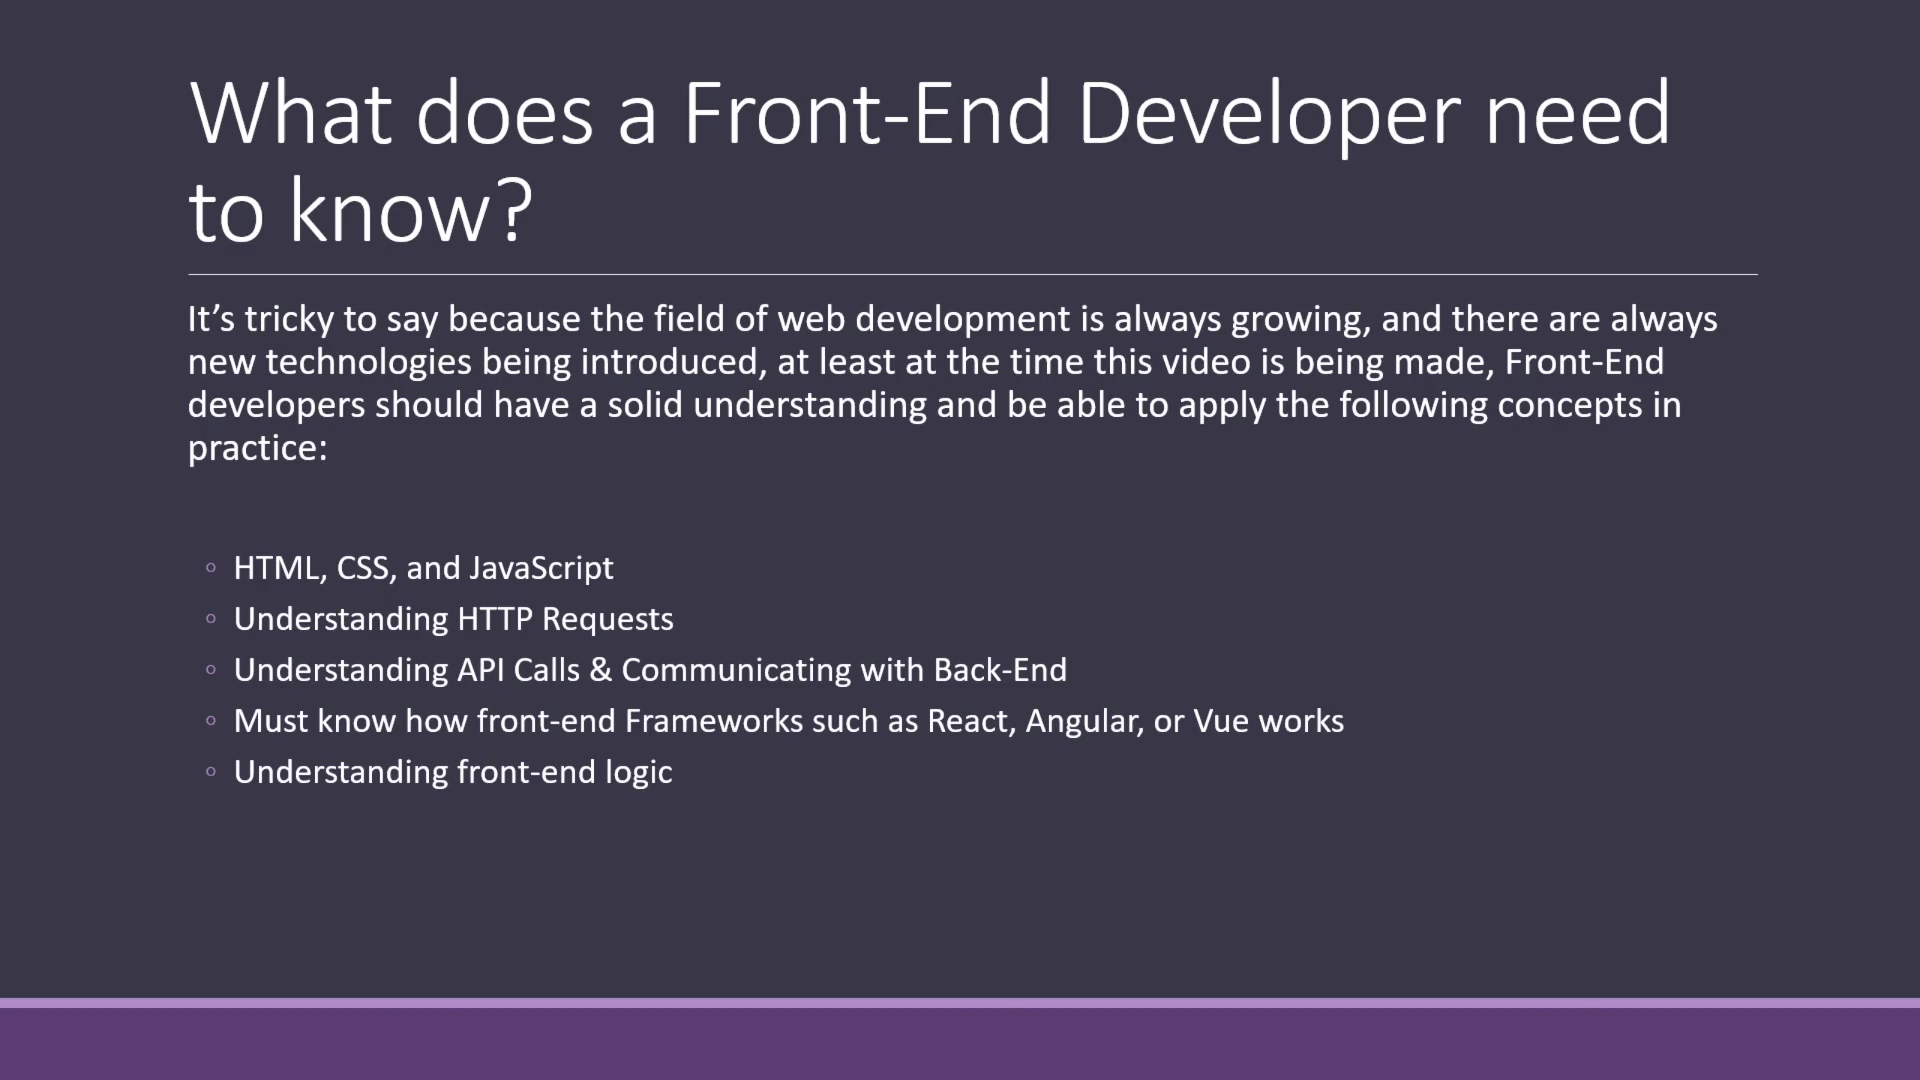 What does a Front-End Developer need
to know?
It’s tricky to say because the field of web development is always growing, and there are always
new technologies being introduced, at least at the time this video is being made, Front-End
developers should have a solid understanding and be able to apply the following concepts in
practice:
◦ HTML, CSS, and JavaScript
◦ Understanding HTTP Requests
◦ Understanding API Calls & Communicating with Back-End
◦ Must know how front-end Frameworks such as React, Angular, or Vue works
◦ Understanding front-end logic